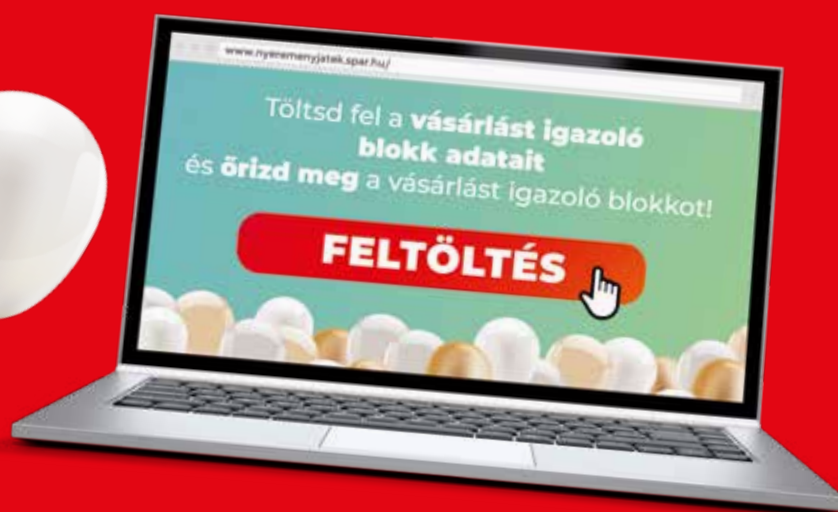 www.nyeremenyjatek.spar.hu/
Töltsd fel a vásárlást igazoló
blokk adatait
és őrizd meg a vásárlást igazoló blokkot!
FELTÖLTÉS